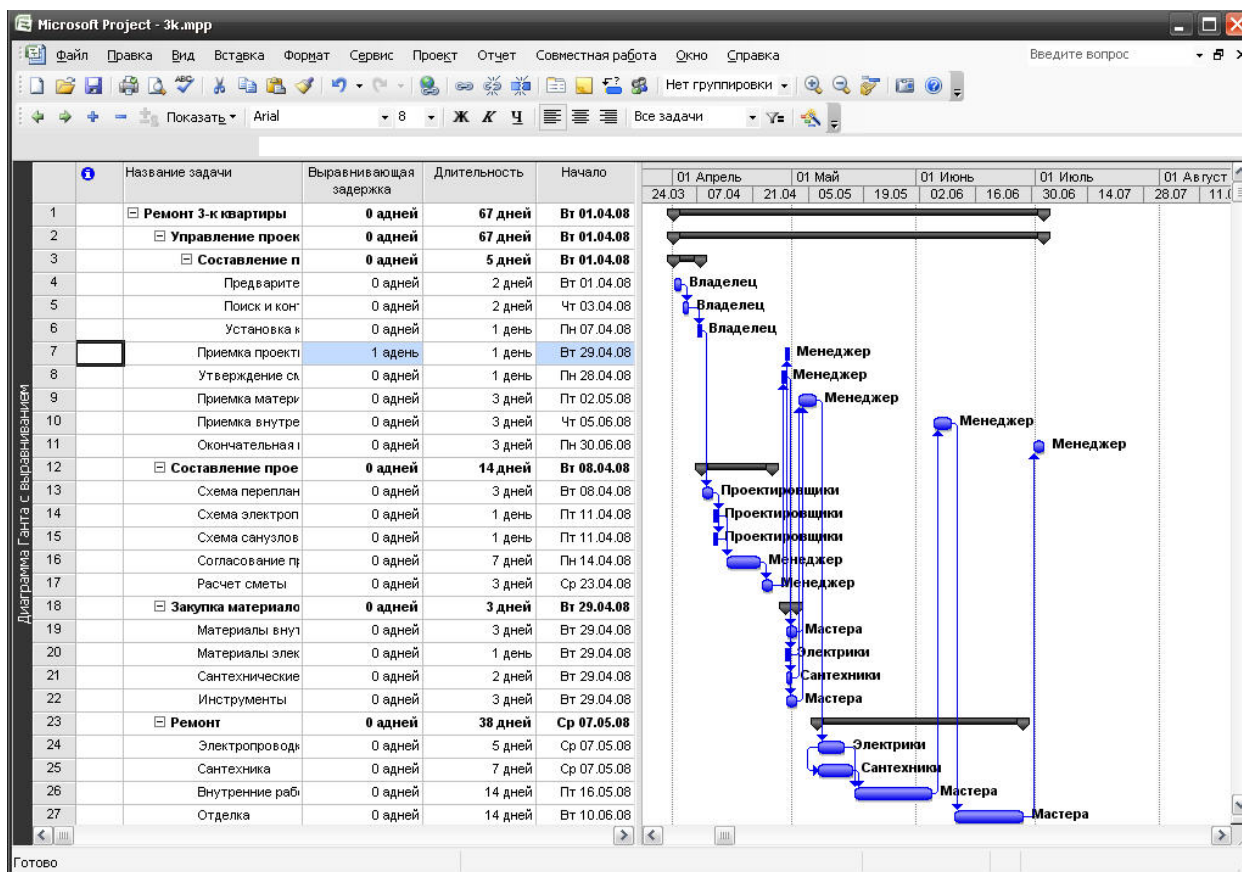 Microsoft Project - 3k.mpp
Файл Правка Вид Вставка Формат Сервис Проект Отчет Совместная работа Окно Справка Введите вопрос
Нет группировки
Показать Arial 8 Ж К Ч Все задачи
Название задачи Выравнивающая задержка Длительность Начало
01 Апрель 01 Май 01 Июнь 01 Июль 01 Август
24.03 07.04 21.04 05.05 19.05 02.06 16.06 30.06 14.07 28.07 11.0
1 Ремонт 3-к квартиры 0 адней 67 дней Вт 01.04.08
2 Управление проек 0 адней 67 дней Вт 01.04.08
3 Составление п 0 адней 5 дней Вт 01.04.08
4 Предварите 0 адней 2 дней Вт 01.04.08 Владелец
5 Поиск и кон 0 адней 2 дней Чт 03.04.08 Владелец
6 Установка к 0 адней 1 день Пн 07.04.08 Владелец
7 Приемка проект 1 адень 1 день Вт 29.04.08 Менеджер
8 Утверждение см 0 адней 1 день Пн 28.04.08 Менеджер
9 Приемка матери 0 адней 3 дней Пт 02.05.08 Менеджер
10 Приемка внутре 0 адней 3 дней Чт 05.06.08 Менеджер
11 Окончательная 0 адней 3 дней Пн 30.06.08 Менеджер
12 Составление прое 0 адней 14 дней Вт 08.04.08
13 Схема переплан 0 адней 3 дней Вт 08.04.08 Проектировщики
14 Схема электроп 0 адней 1 день Пт 11.04.08 Проектировщики
15 Схема санузлов 0 адней 1 день Пт 11.04.08 Проектировщики
16 Согласование п 0 адней 7 дней Пн 14.04.08 Менеджер
17 Расчет сметы 0 адней 3 дней Ср 23.04.08 Менеджер
18 Закупка материало 0 адней 3 дней Вт 29.04.08
19 Материалы внут 0 адней 3 дней Вт 29.04.08 Мастера
20 Материалы элек 0 адней 1 день Вт 29.04.08 Электрики
21 Сантехнические 0 адней 2 дней Вт 29.04.08 Сантехники
22 Инструменты 0 адней 3 дней Вт 29.04.08 Мастера
23 Ремонт 0 адней 38 дней Ср 07.05.08
24 Электропроводк 0 адней 5 дней Ср 07.05.08 Электрики
25 Сантехника 0 адней 7 дней Ср 07.05.08 Сантехники
26 Внутренние раб 0 адней 14 дней Пт 16.05.08 Мастера
27 Отделка 0 адней 14 дней Вт 10.06.08 Мастера
Диаграмма Ганта с выравниванием
Готово